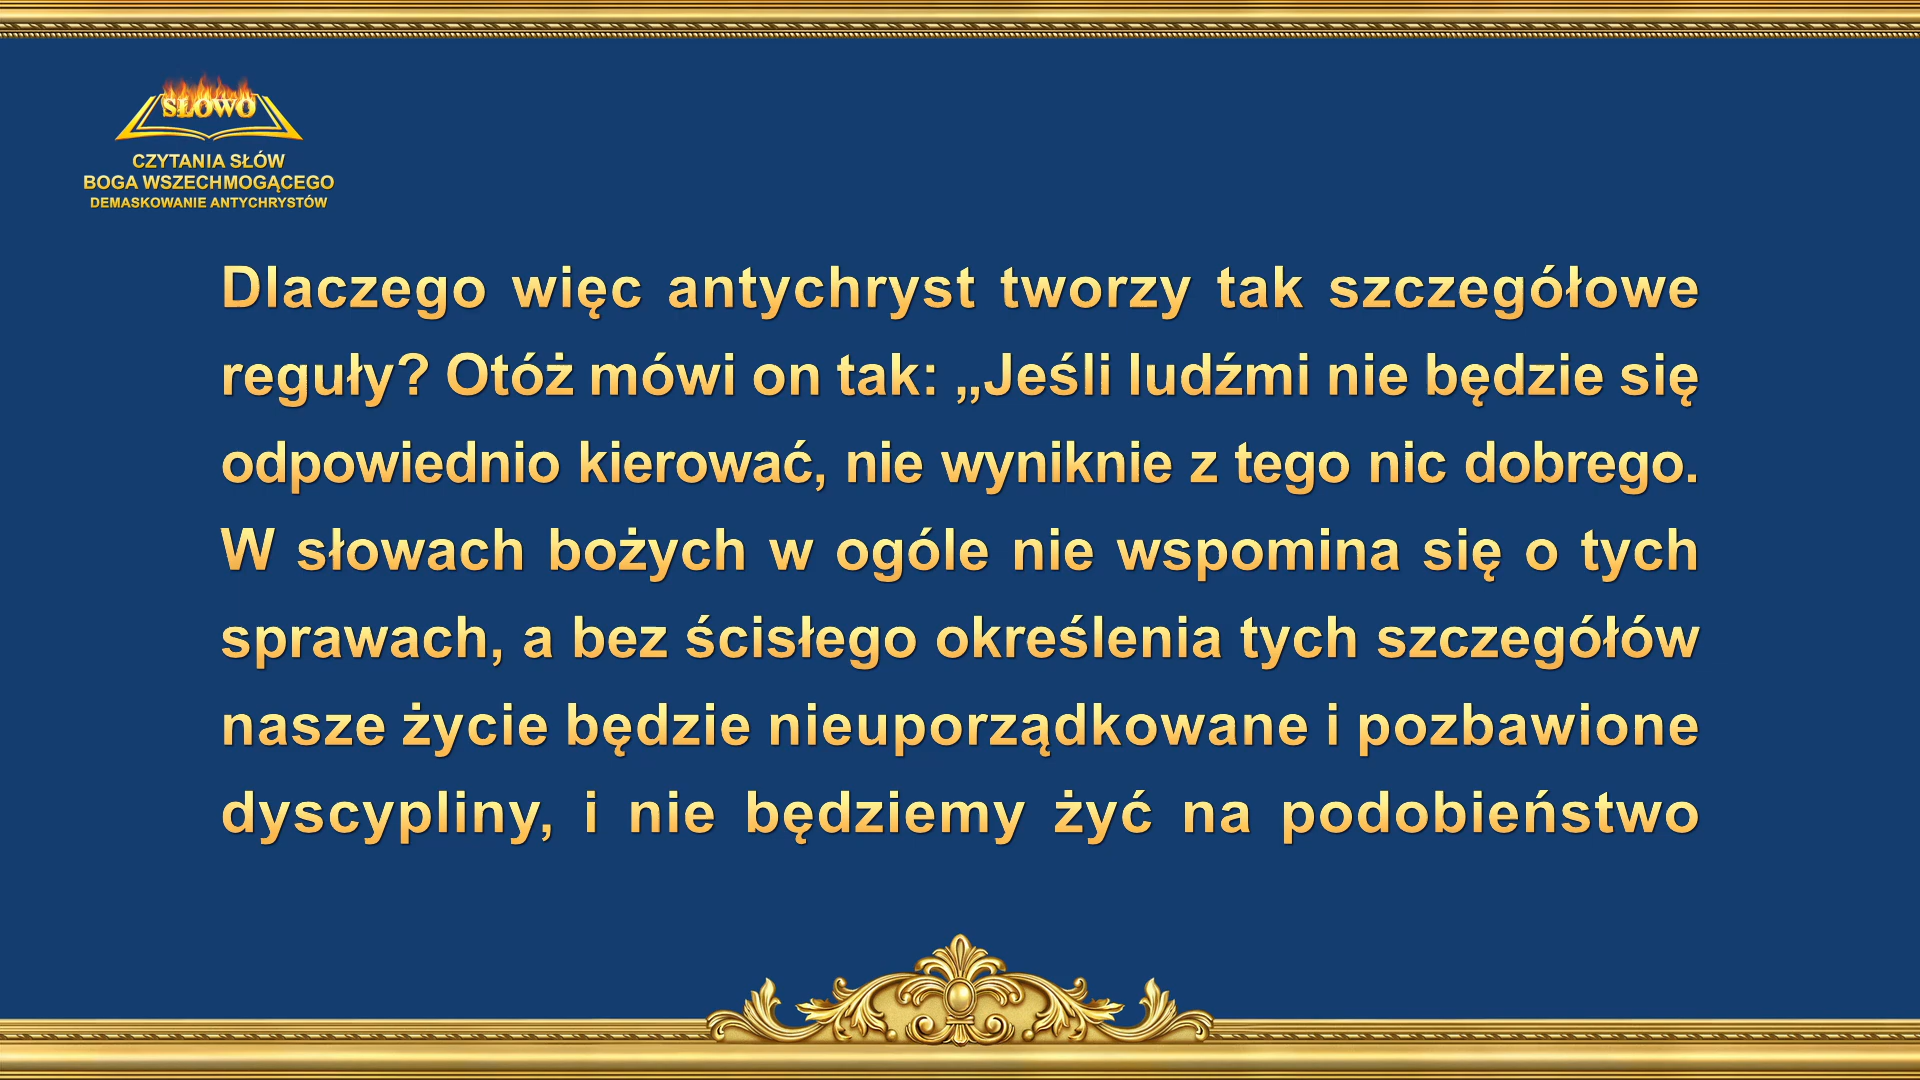 SŁOWO
CZYTANIA SŁÓW
BOGA WSZECHMOGĄCEGO
DEMASKOWANIE ANTYCHRYSTÓW
Dlaczego więc antychryst tworzy tak szczegółowe
reguły? Otóż mówi on tak: „Jeśli ludźmi nie będzie się
odpowiednio kierować, nie wyniknie z tego nic dobrego.
W słowach bożych w ogóle nie wspomina się o tych
sprawach, a bez ścisłego określenia tych szczegółów
nasze życie będzie nieuporządkowane i pozbawione
dyscypliny, i nie będziemy żyć na podobieństwo